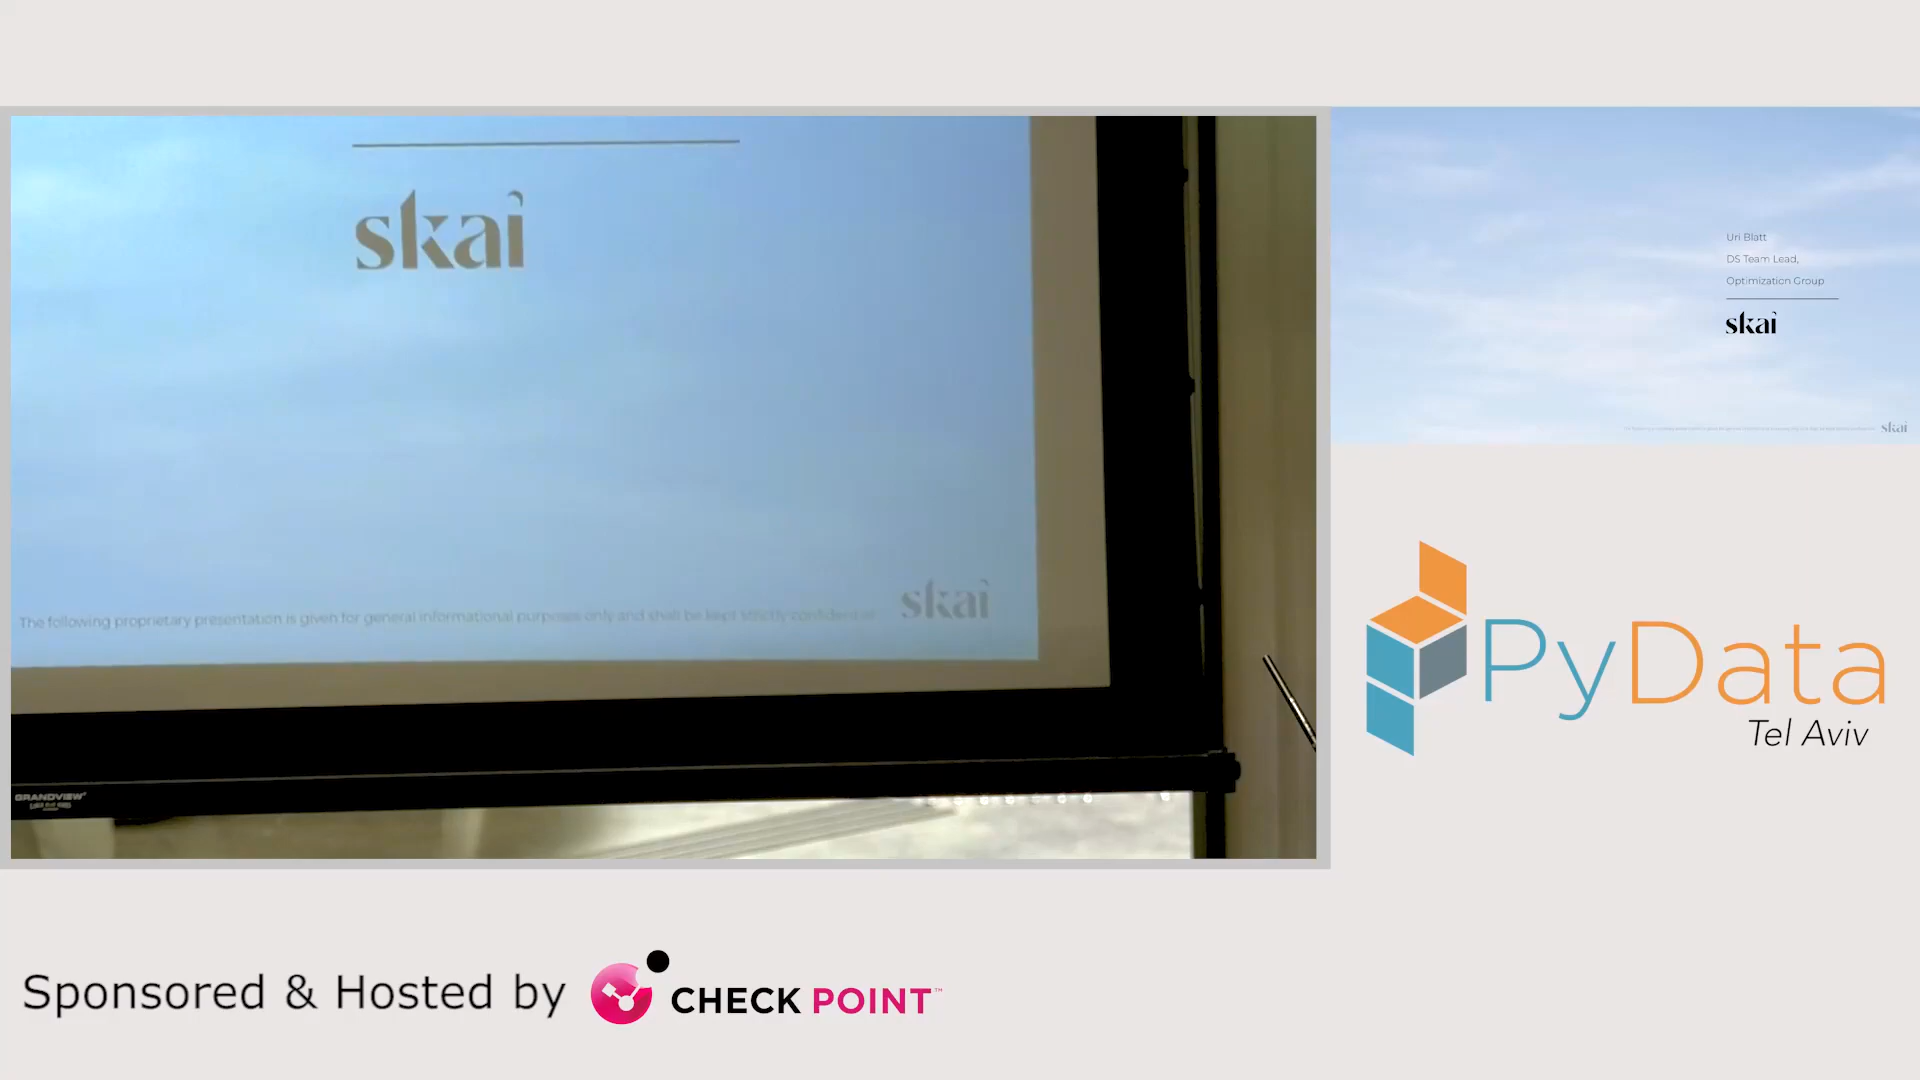 skai
The following proprietary presentation is given for general informational purposes only and shall be kept strictly confidential
skai
GRANDVIEW
Uri Blatt
DS Team Lead,
Optimization Group
skai
skai
PyData
Tel Aviv
Sponsored & Hosted by
CHECK POINT™